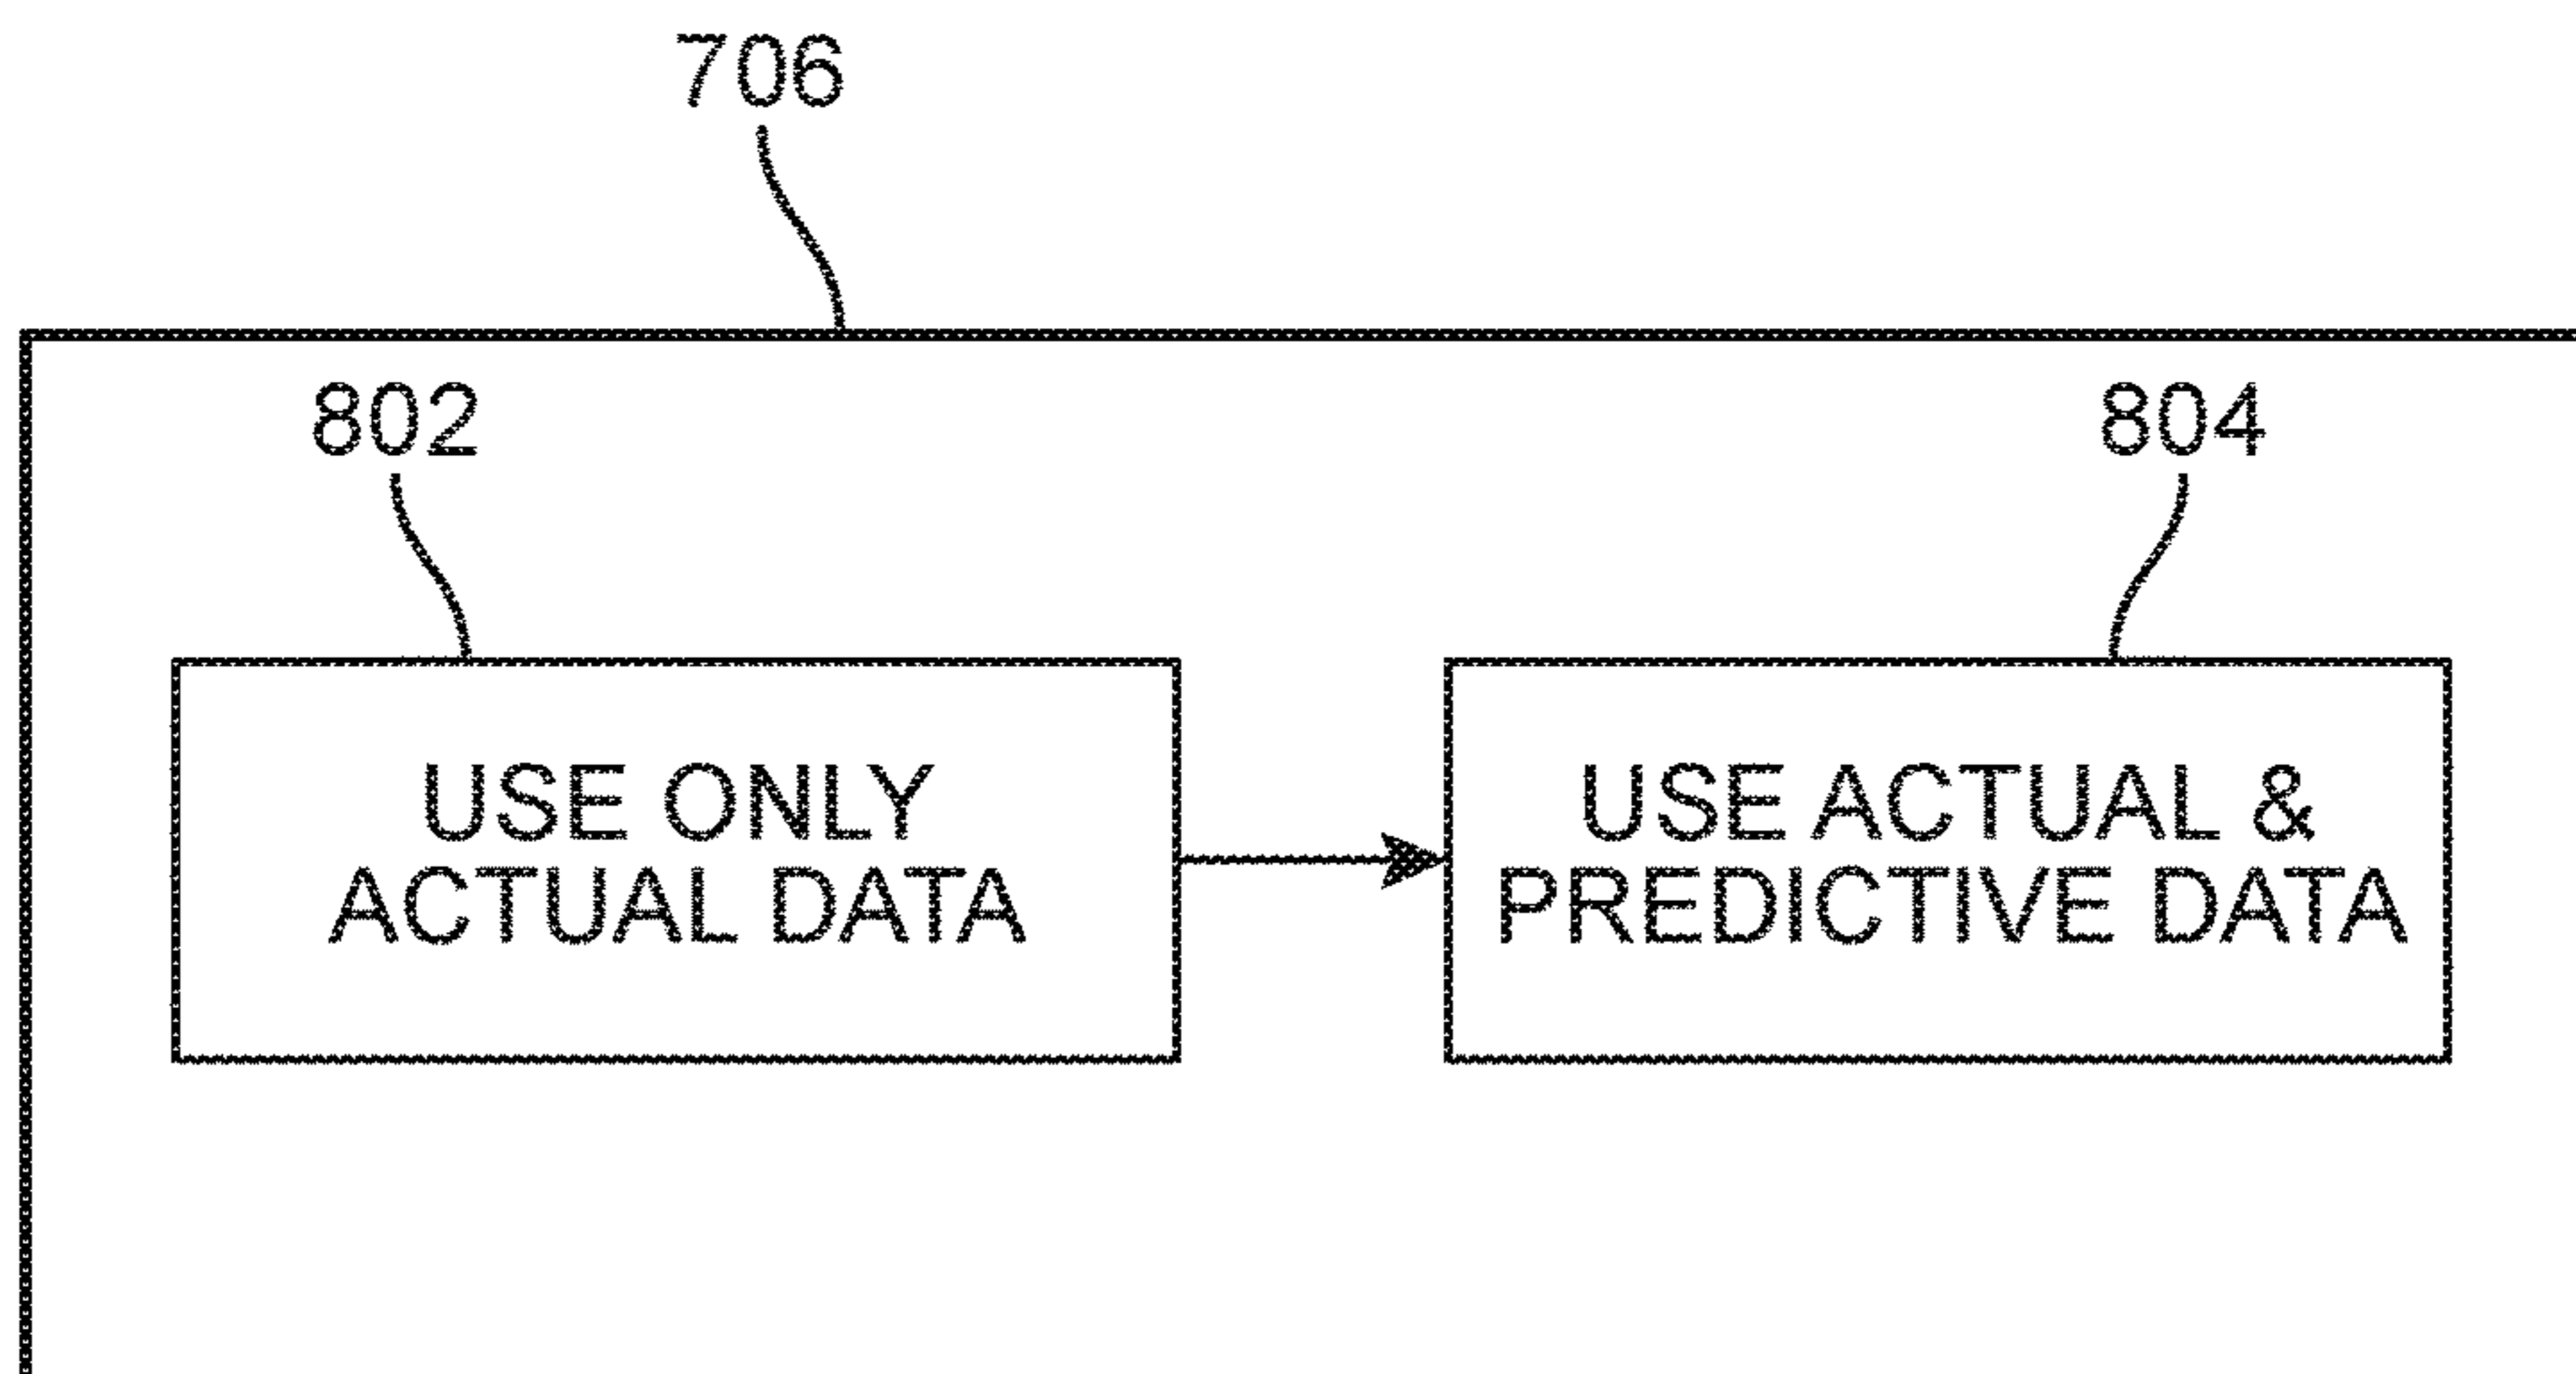 706
802
804
USE ONLY
ACTUAL DATA
USE ACTUAL &
PREDICTIVE DATA